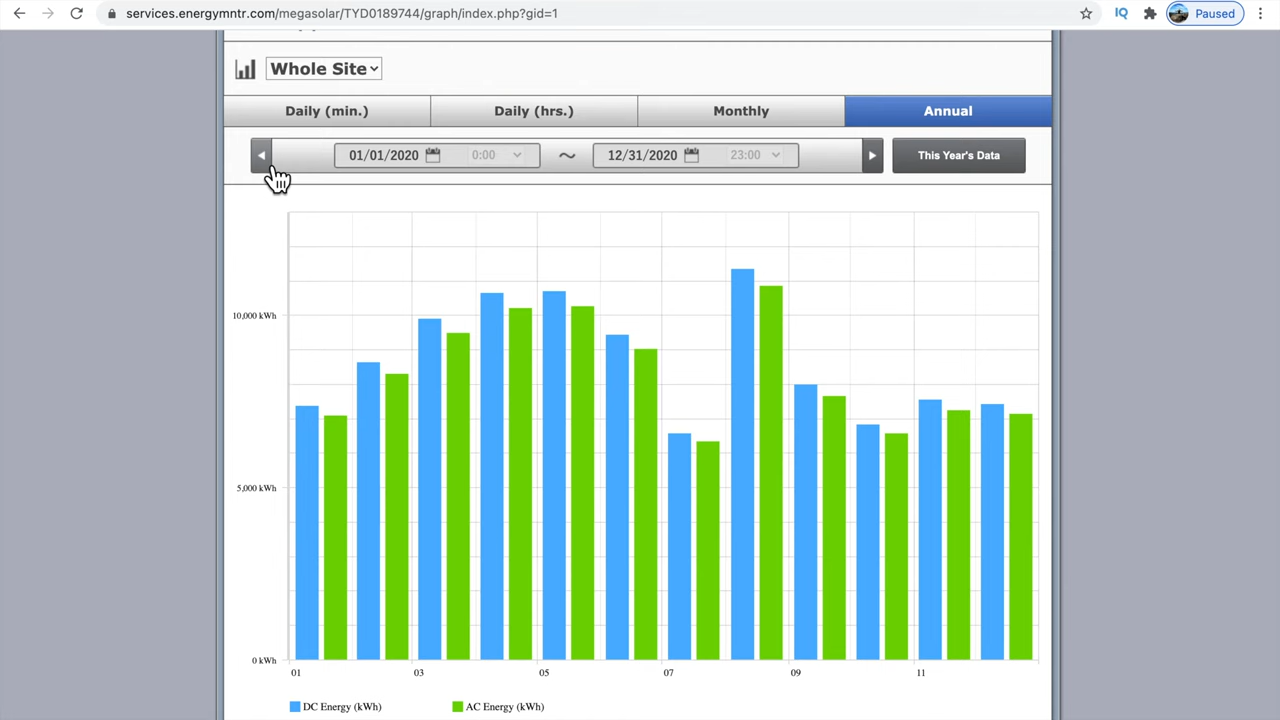 services.energymntr.com/megasolar/TYD0189744/graph/index.php?gid=1
IQ
Paused
Whole Site
Daily (min.)
Daily (hrs.)
Monthly
Annual
01/01/2020
0:00
~
12/31/2020
23:00
This Year's Data
10,000 kWh
5,000 kWh
0 kWh
01
03
05
07
09
11
DC Energy (kWh)
AC Energy (kWh)